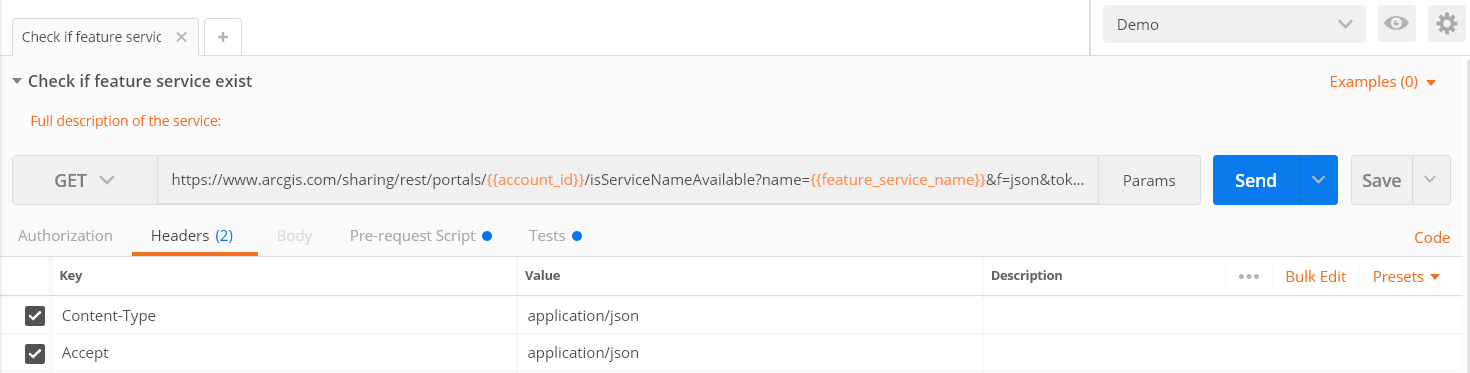 Check if feature servic
Demo
Check if feature service exist
Examples (0)
Full description of the service:
GET https://www.arcgis.com/sharing/rest/portals/{{account_id}}/isServiceNameAvailable?name={{feature_service_name}}&f=json&tok... Params Send Save
Authorization Headers (2) Body Pre-request Script Tests Code
Key Value Description Bulk Edit Presets
Content-Type application/json
Accept application/json